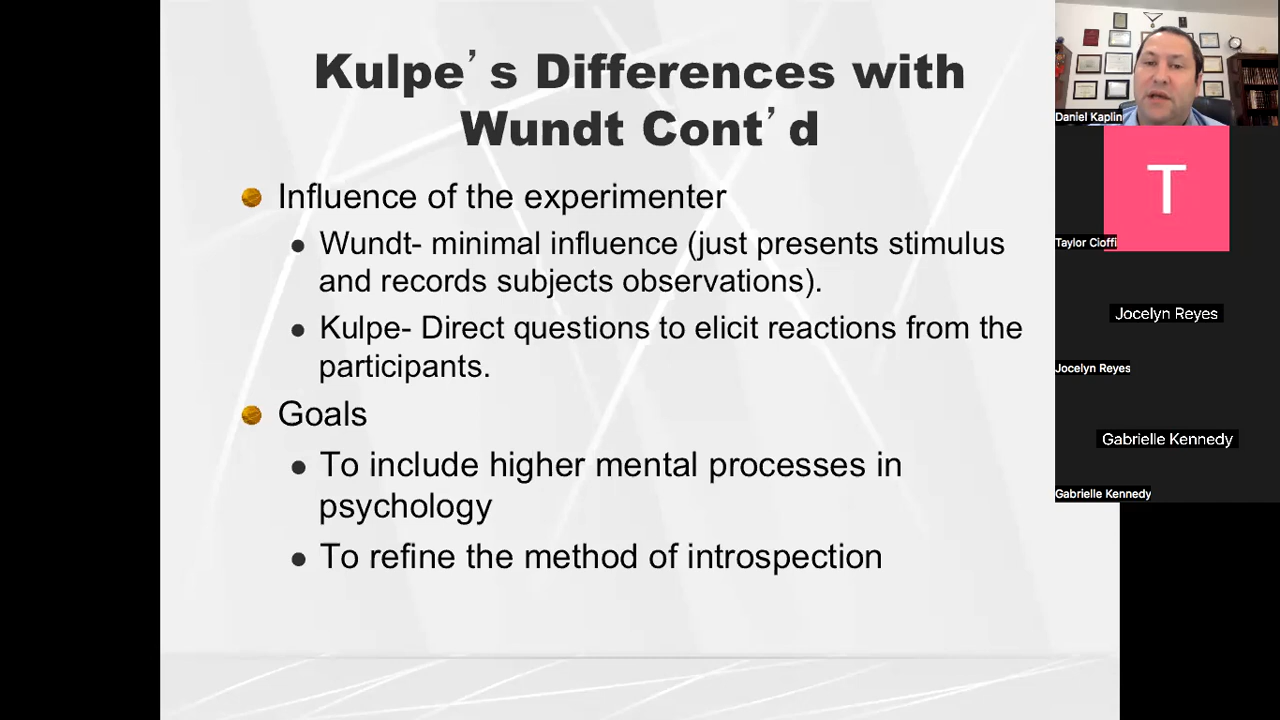 Kulpe’s Differences with
Wundt Cont’d
Influence of the experimenter
Wundt- minimal influence (just presents stimulus
and records subjects observations).
Kulpe- Direct questions to elicit reactions from the
participants.
Goals
To include higher mental processes in
psychology
To refine the method of introspection
Daniel Kaplin
T
Taylor Cioffi
Jocelyn Reyes
Jocelyn Reyes
Gabrielle Kennedy
Gabrielle Kennedy